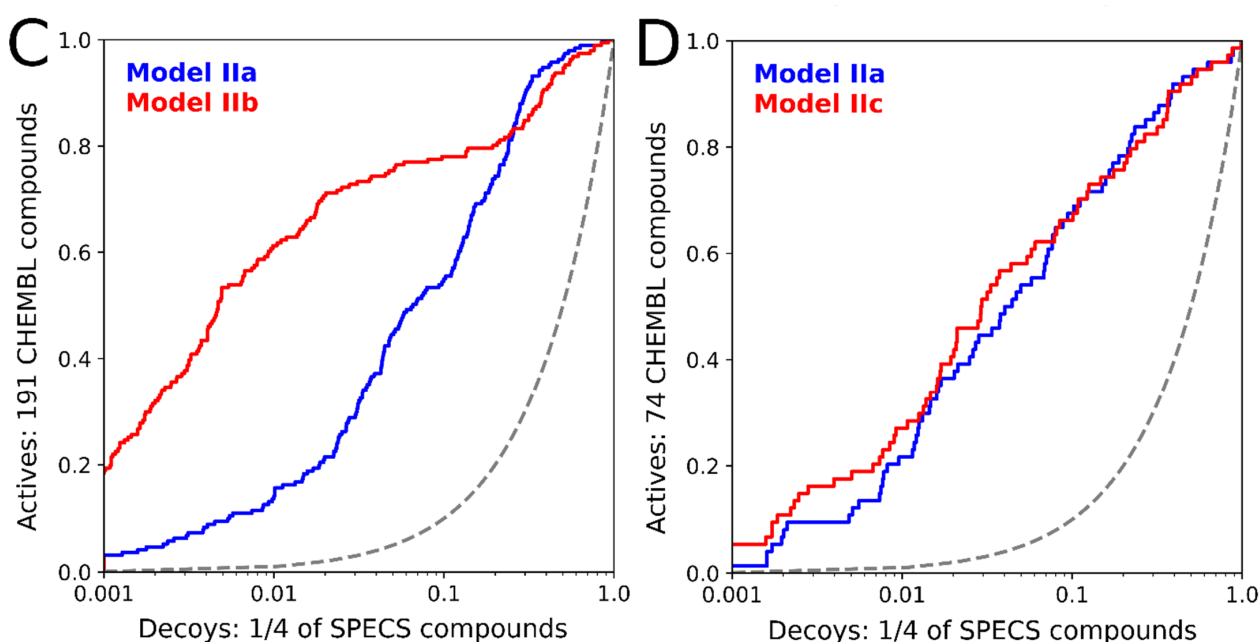 C
1.0
0.8
0.6
0.4
0.2
0.0
Actives: 191 CHEMBL compounds
Model IIa
Model IIb
0.001
0.01
0.1
1.0
Decoys: 1/4 of SPECS compounds
D
1.0
0.8
0.6
0.4
0.2
0.0
Actives: 74 CHEMBL compounds
Model IIa
Model IIc
0.001
0.01
0.1
1.0
Decoys: 1/4 of SPECS compounds